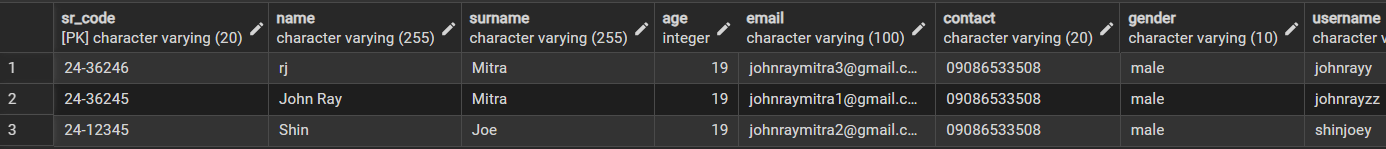 sr_code name surname age email contact gender username
[PK] character varying (20) character varying (255) character varying (255) integer character varying (100) character varying (20) character varying (10) character v
1 24-36246 rj Mitra 19 johnraymitra3@gmail.c... 09086533508 male johnrayy
2 24-36245 John Ray Mitra 19 johnraymitra1@gmail.c... 09086533508 male johnrayzz
3 24-12345 Shin Joe 19 johnraymitra2@gmail.c... 09086533508 male shinjoey